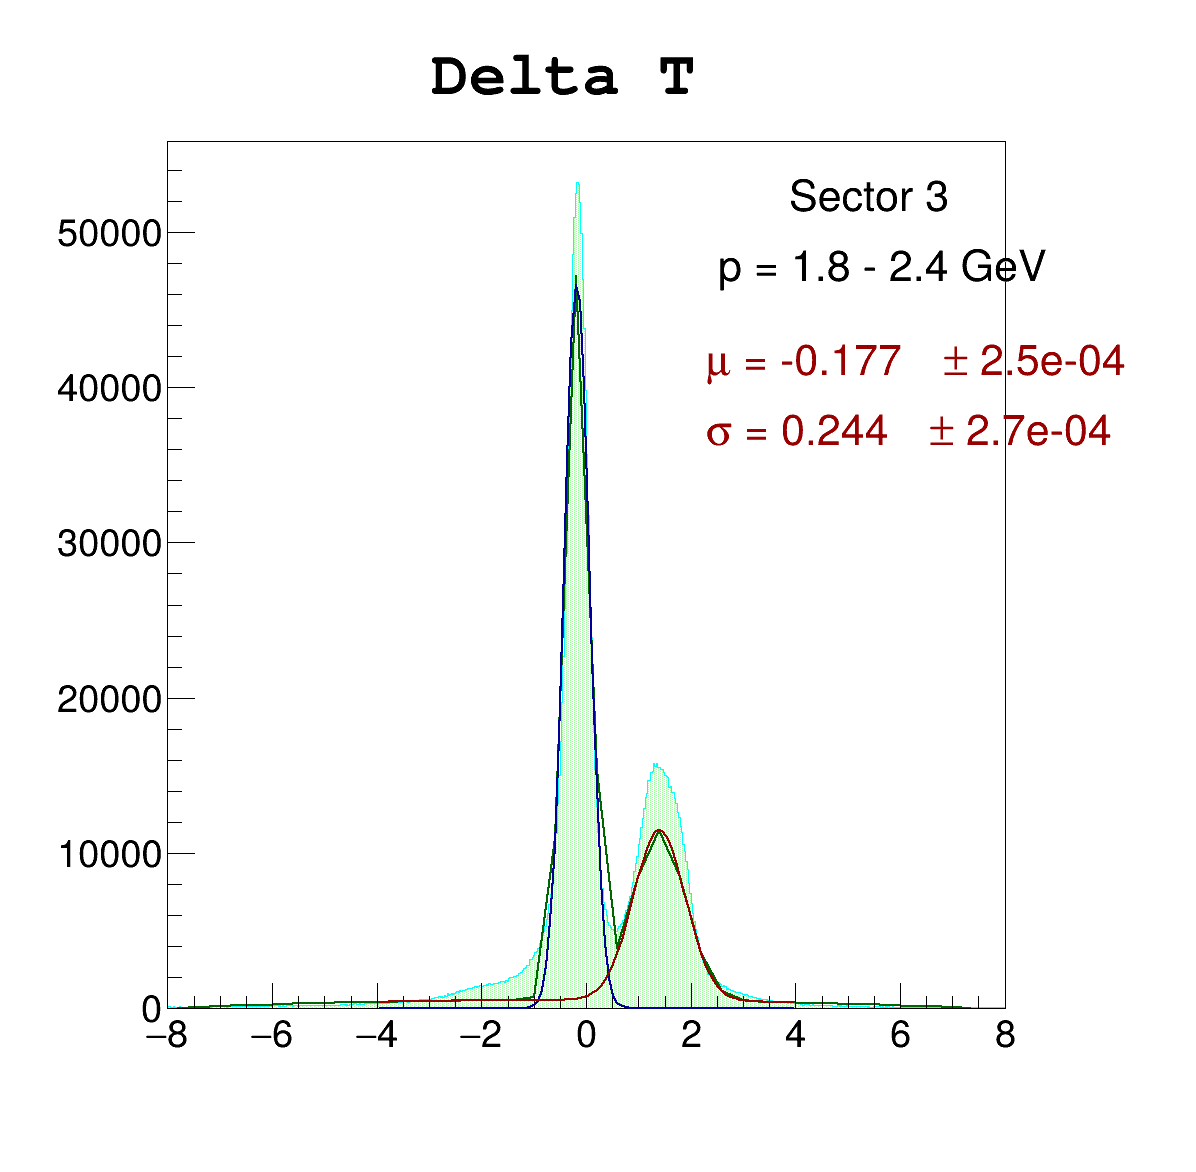 Delta T
Sector 3
p = 1.8 - 2.4 GeV
μ = -0.177 ± 2.5e-04
σ = 0.244 ± 2.7e-04
50000
40000
30000
20000
10000
0
−8 −6 −4 −2 0 2 4 6 8